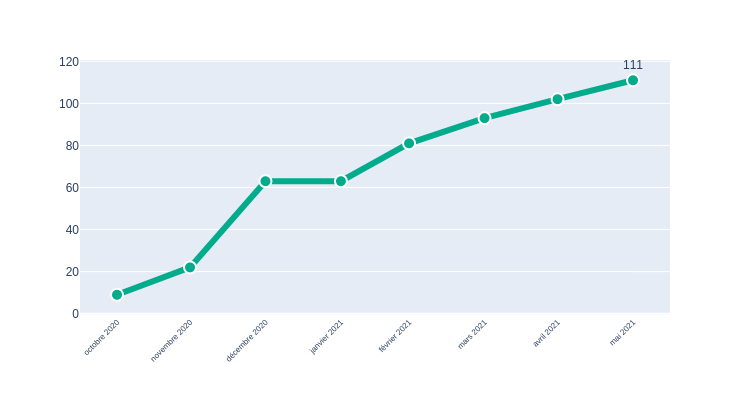 120
111
100
80
60
40
20
0
octobre 2020
novembre 2020
décembre 2020
janvier 2021
février 2021
mars 2021
avril 2021
mai 2021